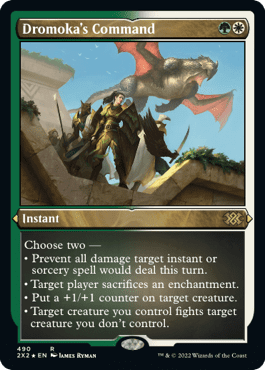 Dromoka's Command
Instant
Choose two —
• Prevent all damage target instant or
sorcery spell would deal this turn.
• Target player sacrifices an enchantment.
• Put a +1/+1 counter on target creature.
• Target creature you control fights target
creature you don't control.
490 R
2X2 ★ EN James Ryman
™ & © 2022 Wizards of the Coast